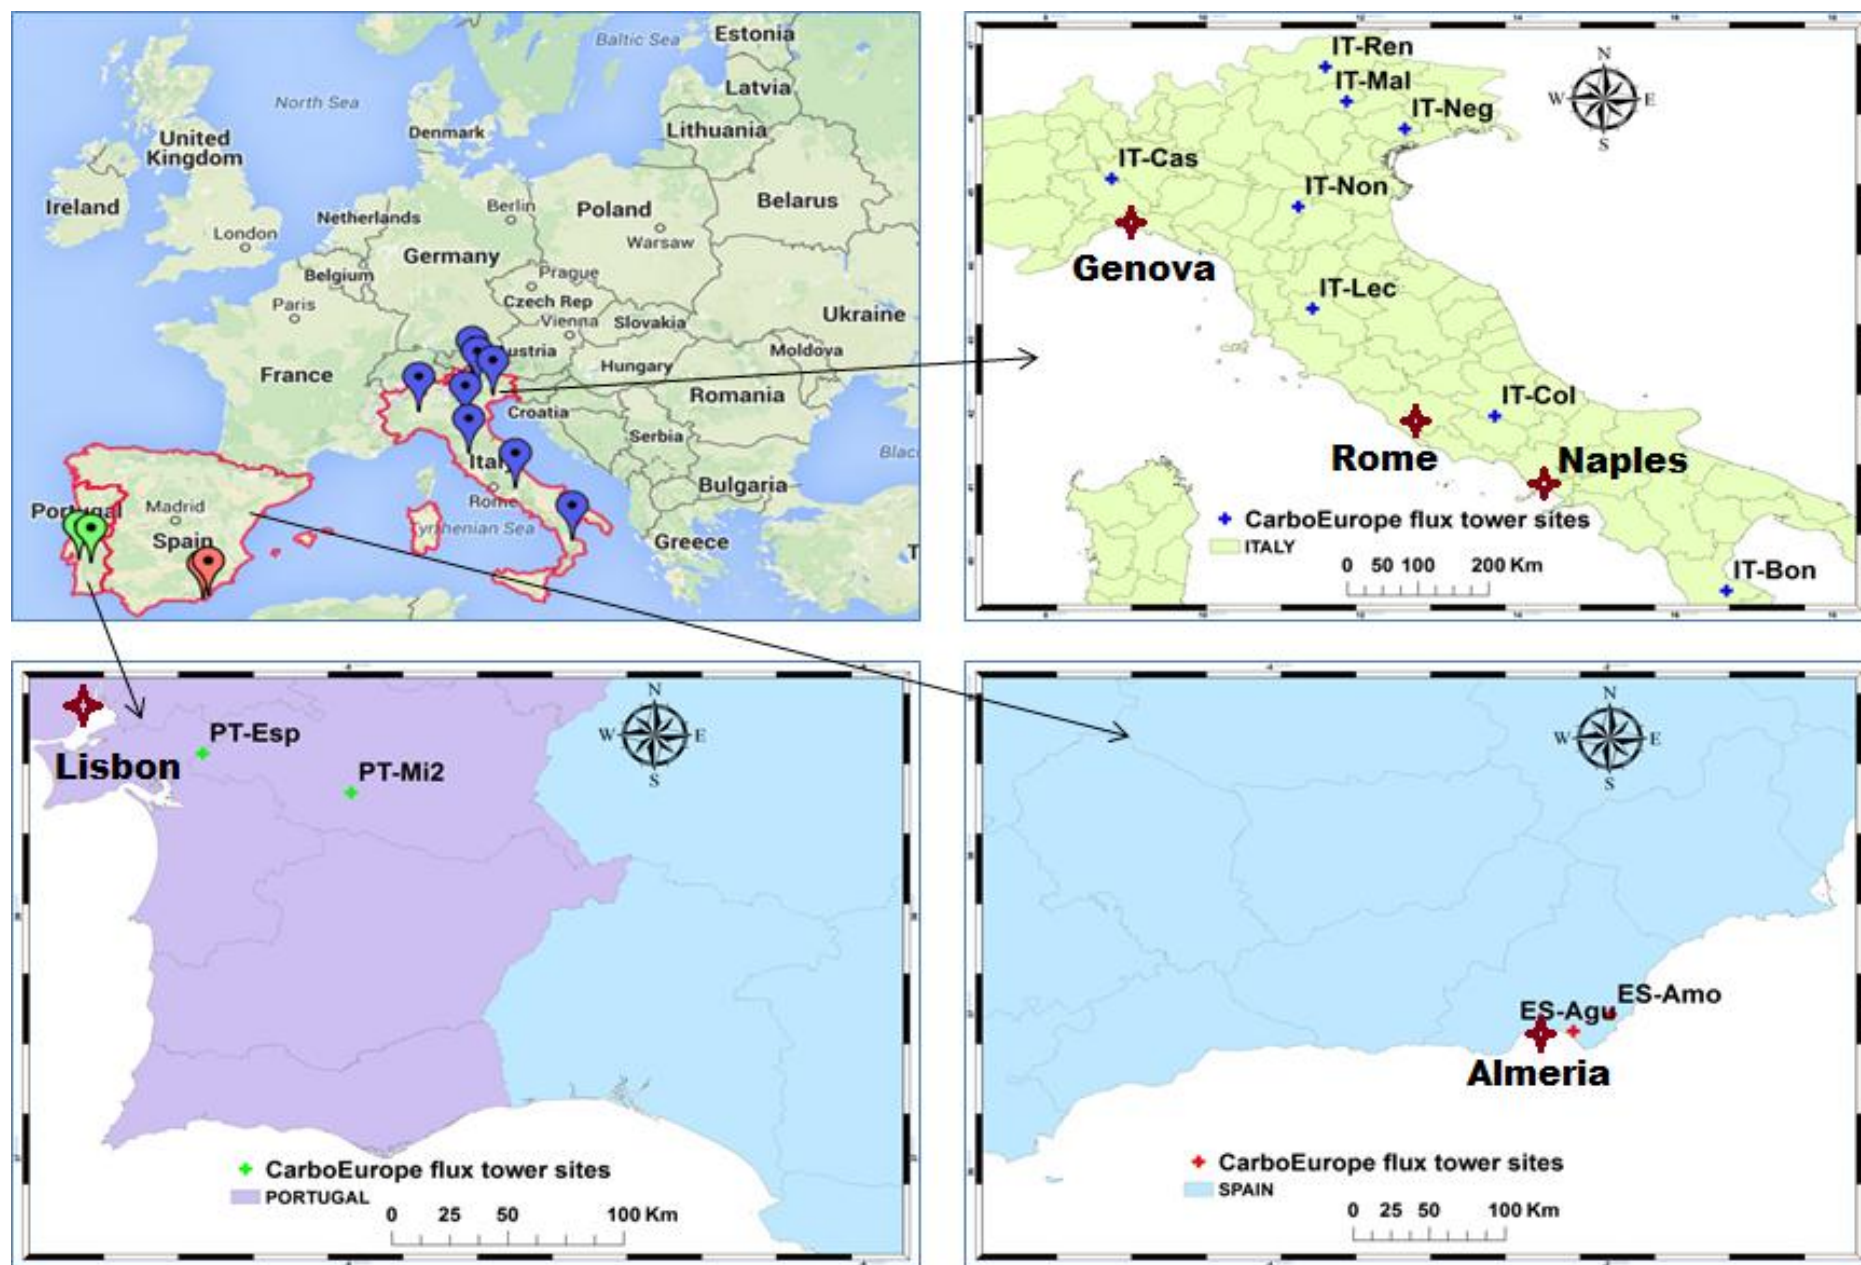 Baltic Sea
Estonia
Latvia
North Sea
Denmark
Lithuania
United
Kingdom
Ireland
Netherlands
Berlin
Poland
Belarus
London
Warsaw
Belgium
Germany
Prague
Paris
Czech Rep
Vienna
Slovakia
Ukraine
France
Austria
Hungary
Moldova
Romania
Croatia
Serbia
Italy
Bulgaria
Portugal
Madrid
Rome
Spain
yrrhenian Sea
Greece
IT-Ren
IT-Mal
IT-Neg
IT-Cas
IT-Non
Genova
IT-Lec
IT-Col
Rome
Naples
IT-Bon
N
W
E
S
CarboEurope flux tower sites
ITALY
0 50 100 200 Km
Lisbon
PT-Esp
PT-Mi2
N
W
E
S
CarboEurope flux tower sites
PORTUGAL
0 25 50 100 Km
N
W
E
S
ES-Amo
ES-Agu
Almeria
CarboEurope flux tower sites
SPAIN
0 25 50 100 Km